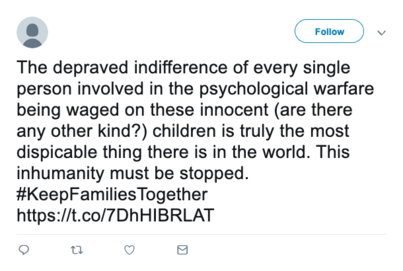 Follow
The depraved indifference of every single
person involved in the psychological warfare
being waged on these innocent (are there
any other kind?) children is truly the most
dispicable thing there is in the world. This
inhumanity must be stopped.
#KeepFamiliesTogether
https://t.co/7DhHIBRLAT